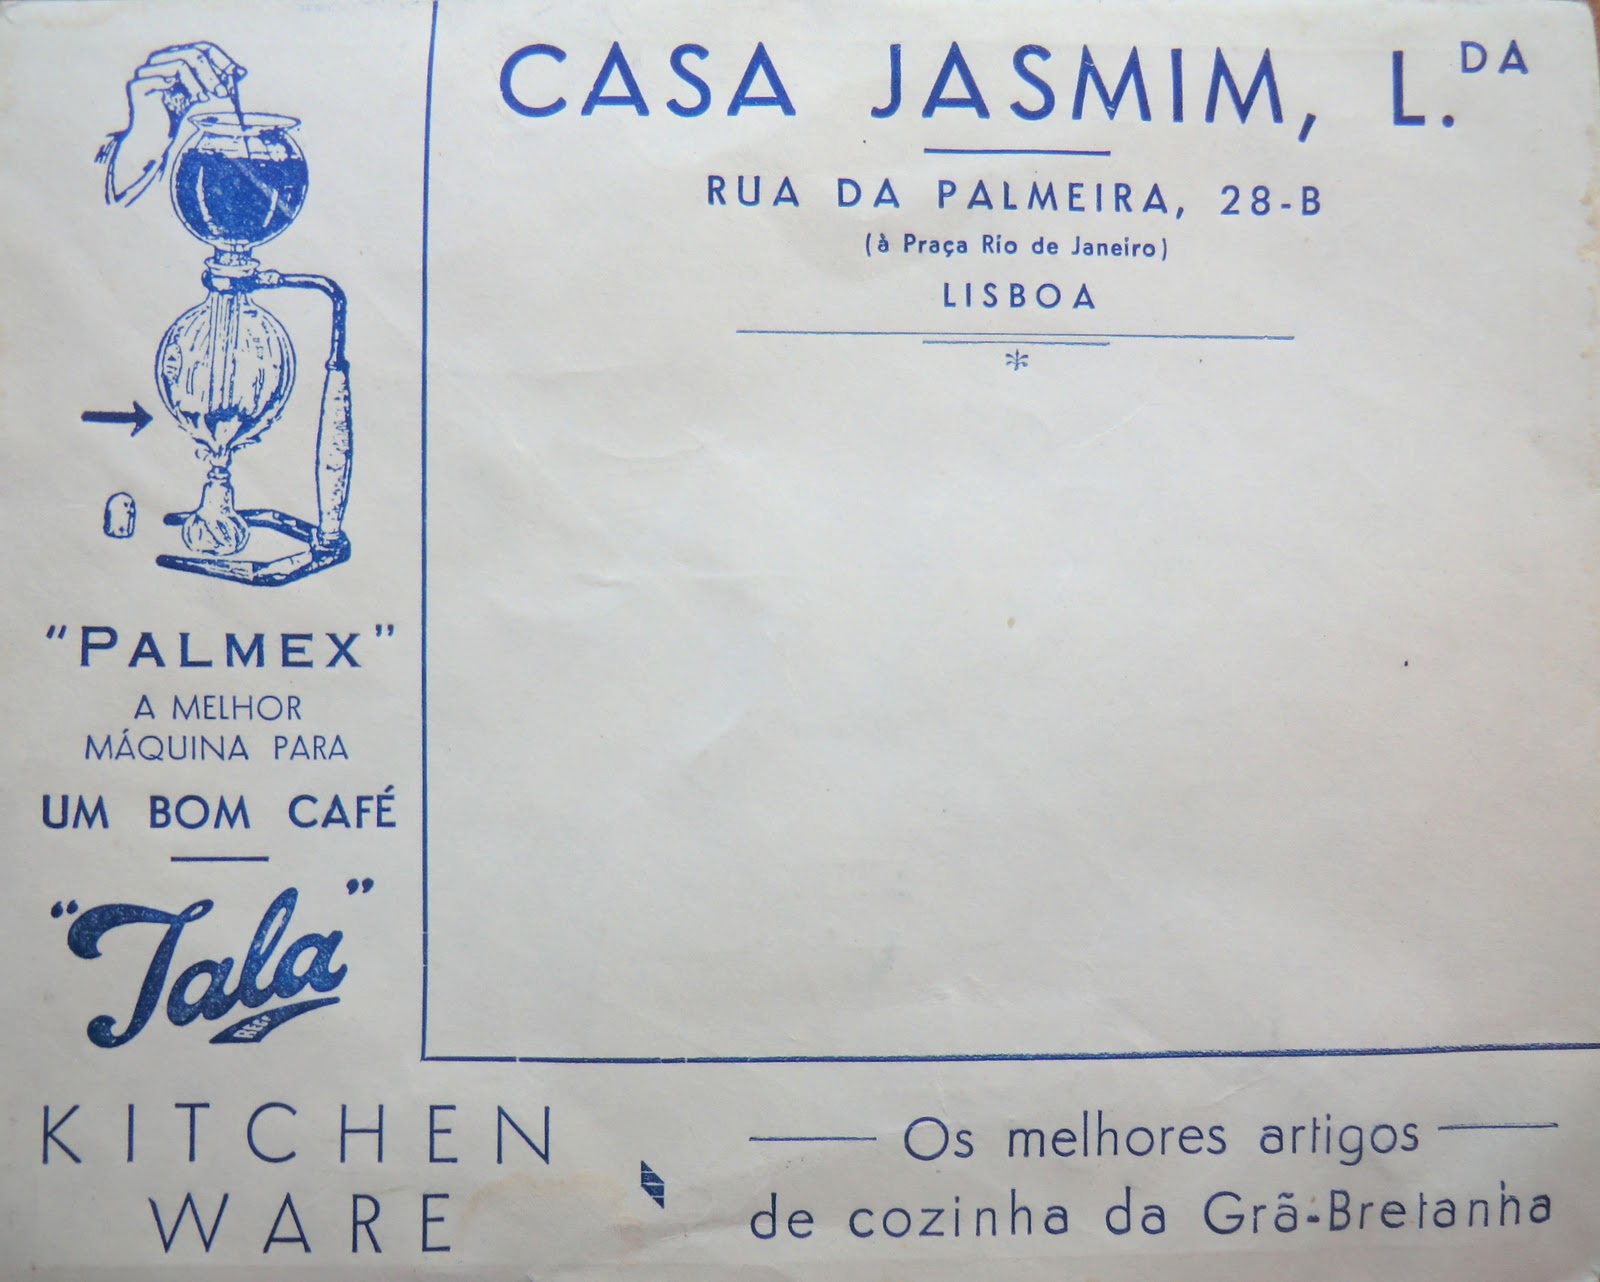 CASA JASMIM, L.DA
RUA DA PALMEIRA, 28-B
(à Praça Rio de Janeiro)
LISBOA
"PALMEX"
A MELHOR
MÁQUINA PARA
UM BOM CAFÉ
"Tala"
REGD
KITCHEN
WARE
Os melhores artigos
de cozinha da Grã-Bretanha